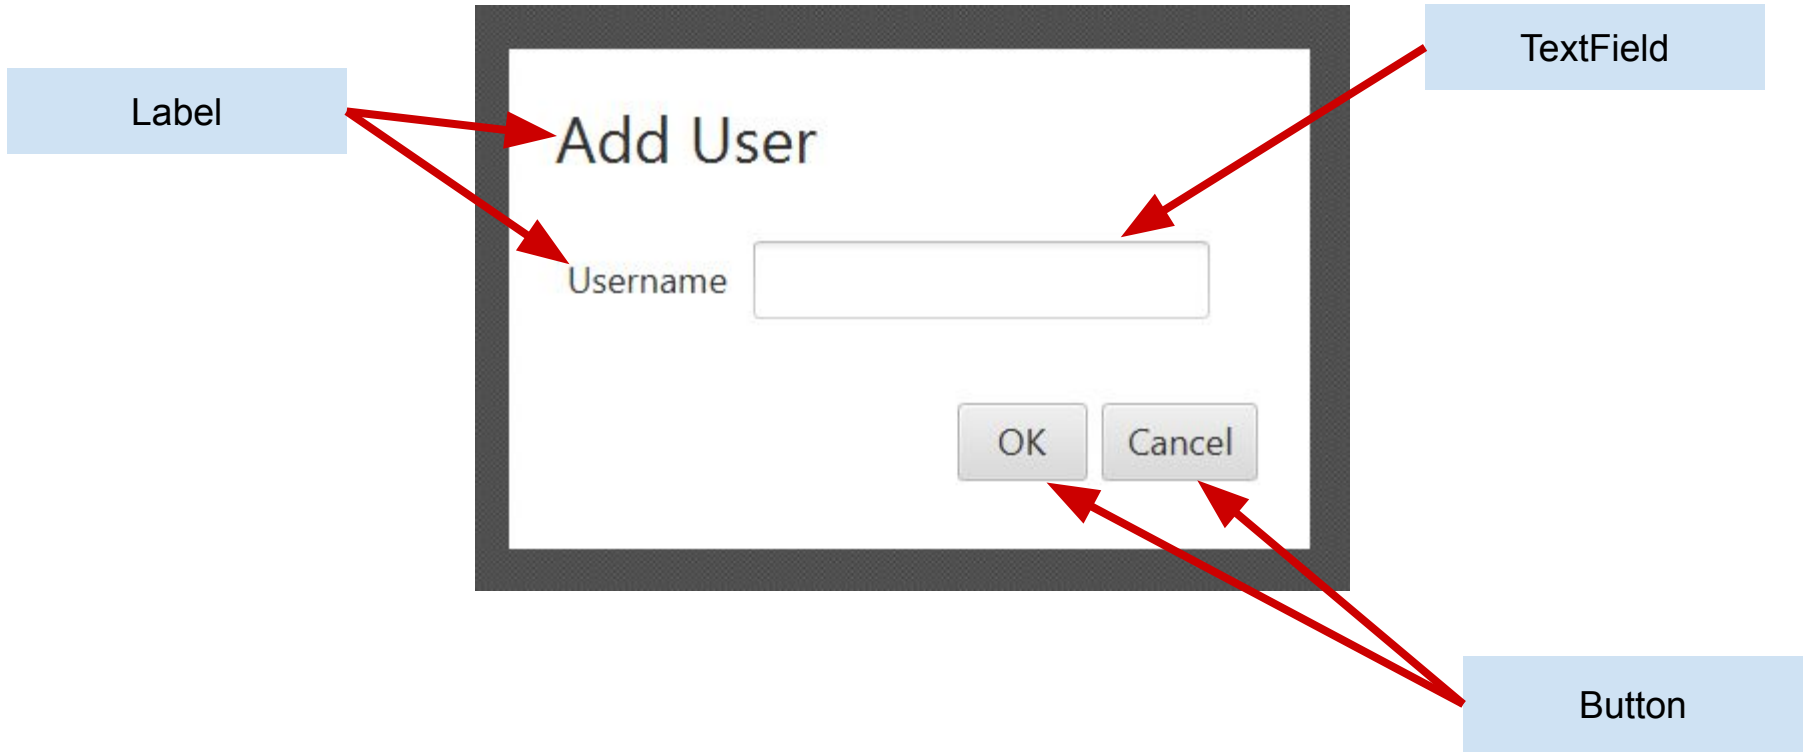 TextField
Label
Add User
Username
OK
Cancel
Button